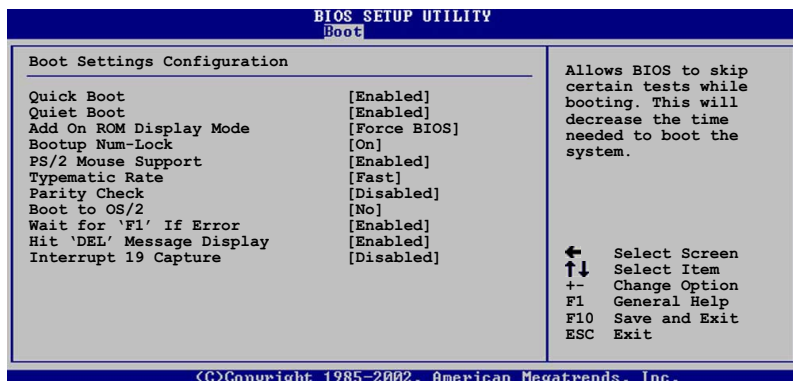 BIOS SETUP UTILITY
Boot
Boot Settings Configuration
Quick Boot [Enabled]
Quiet Boot [Enabled]
Add On ROM Display Mode [Force BIOS]
Bootup Num-Lock [On]
PS/2 Mouse Support [Enabled]
Typematic Rate [Fast]
Parity Check [Disabled]
Boot to OS/2 [No]
Wait for ‘F1’ If Error [Enabled]
Hit ‘DEL’ Message Display [Enabled]
Interrupt 19 Capture [Disabled]
Allows BIOS to skip
certain tests while
booting. This will
decrease the time
needed to boot the
system.
← Select Screen
↑↓ Select Item
+- Change Option
F1 General Help
F10 Save and Exit
ESC Exit
(C)Copyright 1985-2002, American Megatrends, Inc.